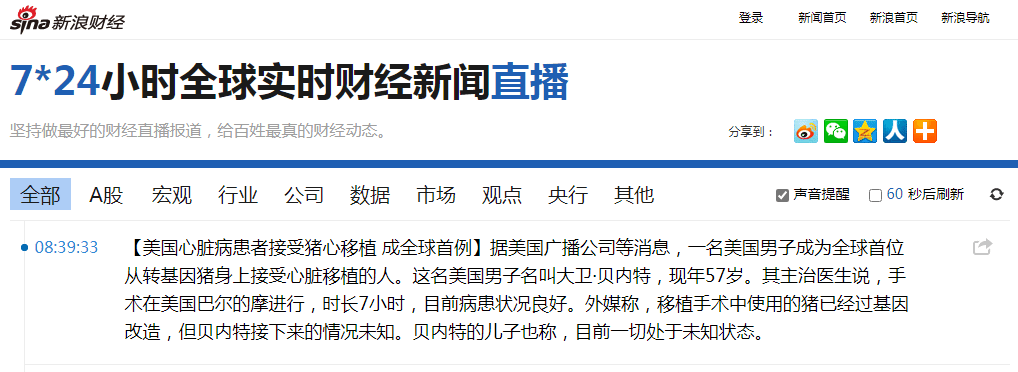 sina 新浪财经
登录 新闻首页 新浪首页 新浪导航
7*24小时全球实时财经新闻直播
坚持做最好的财经直播报道，给百姓最真的财经动态。
分享到：
全部 A股 宏观 行业 公司 数据 市场 观点 央行 其他
声音提醒 60 秒后刷新
08:39:33
【美国心脏病患者接受猪心移植 成全球首例】据美国广播公司等消息，一名美国男子成为全球首位
从转基因猪身上接受心脏移植的人。这名美国男子名叫大卫·贝内特，现年57岁。其主治医生说，手
术在美国巴尔的摩进行，时长7小时，目前病患状况良好。外媒称，移植手术中使用的猪已经过基因
改造，但贝内特接下来的情况未知。贝内特的儿子也称，目前一切处于未知状态。